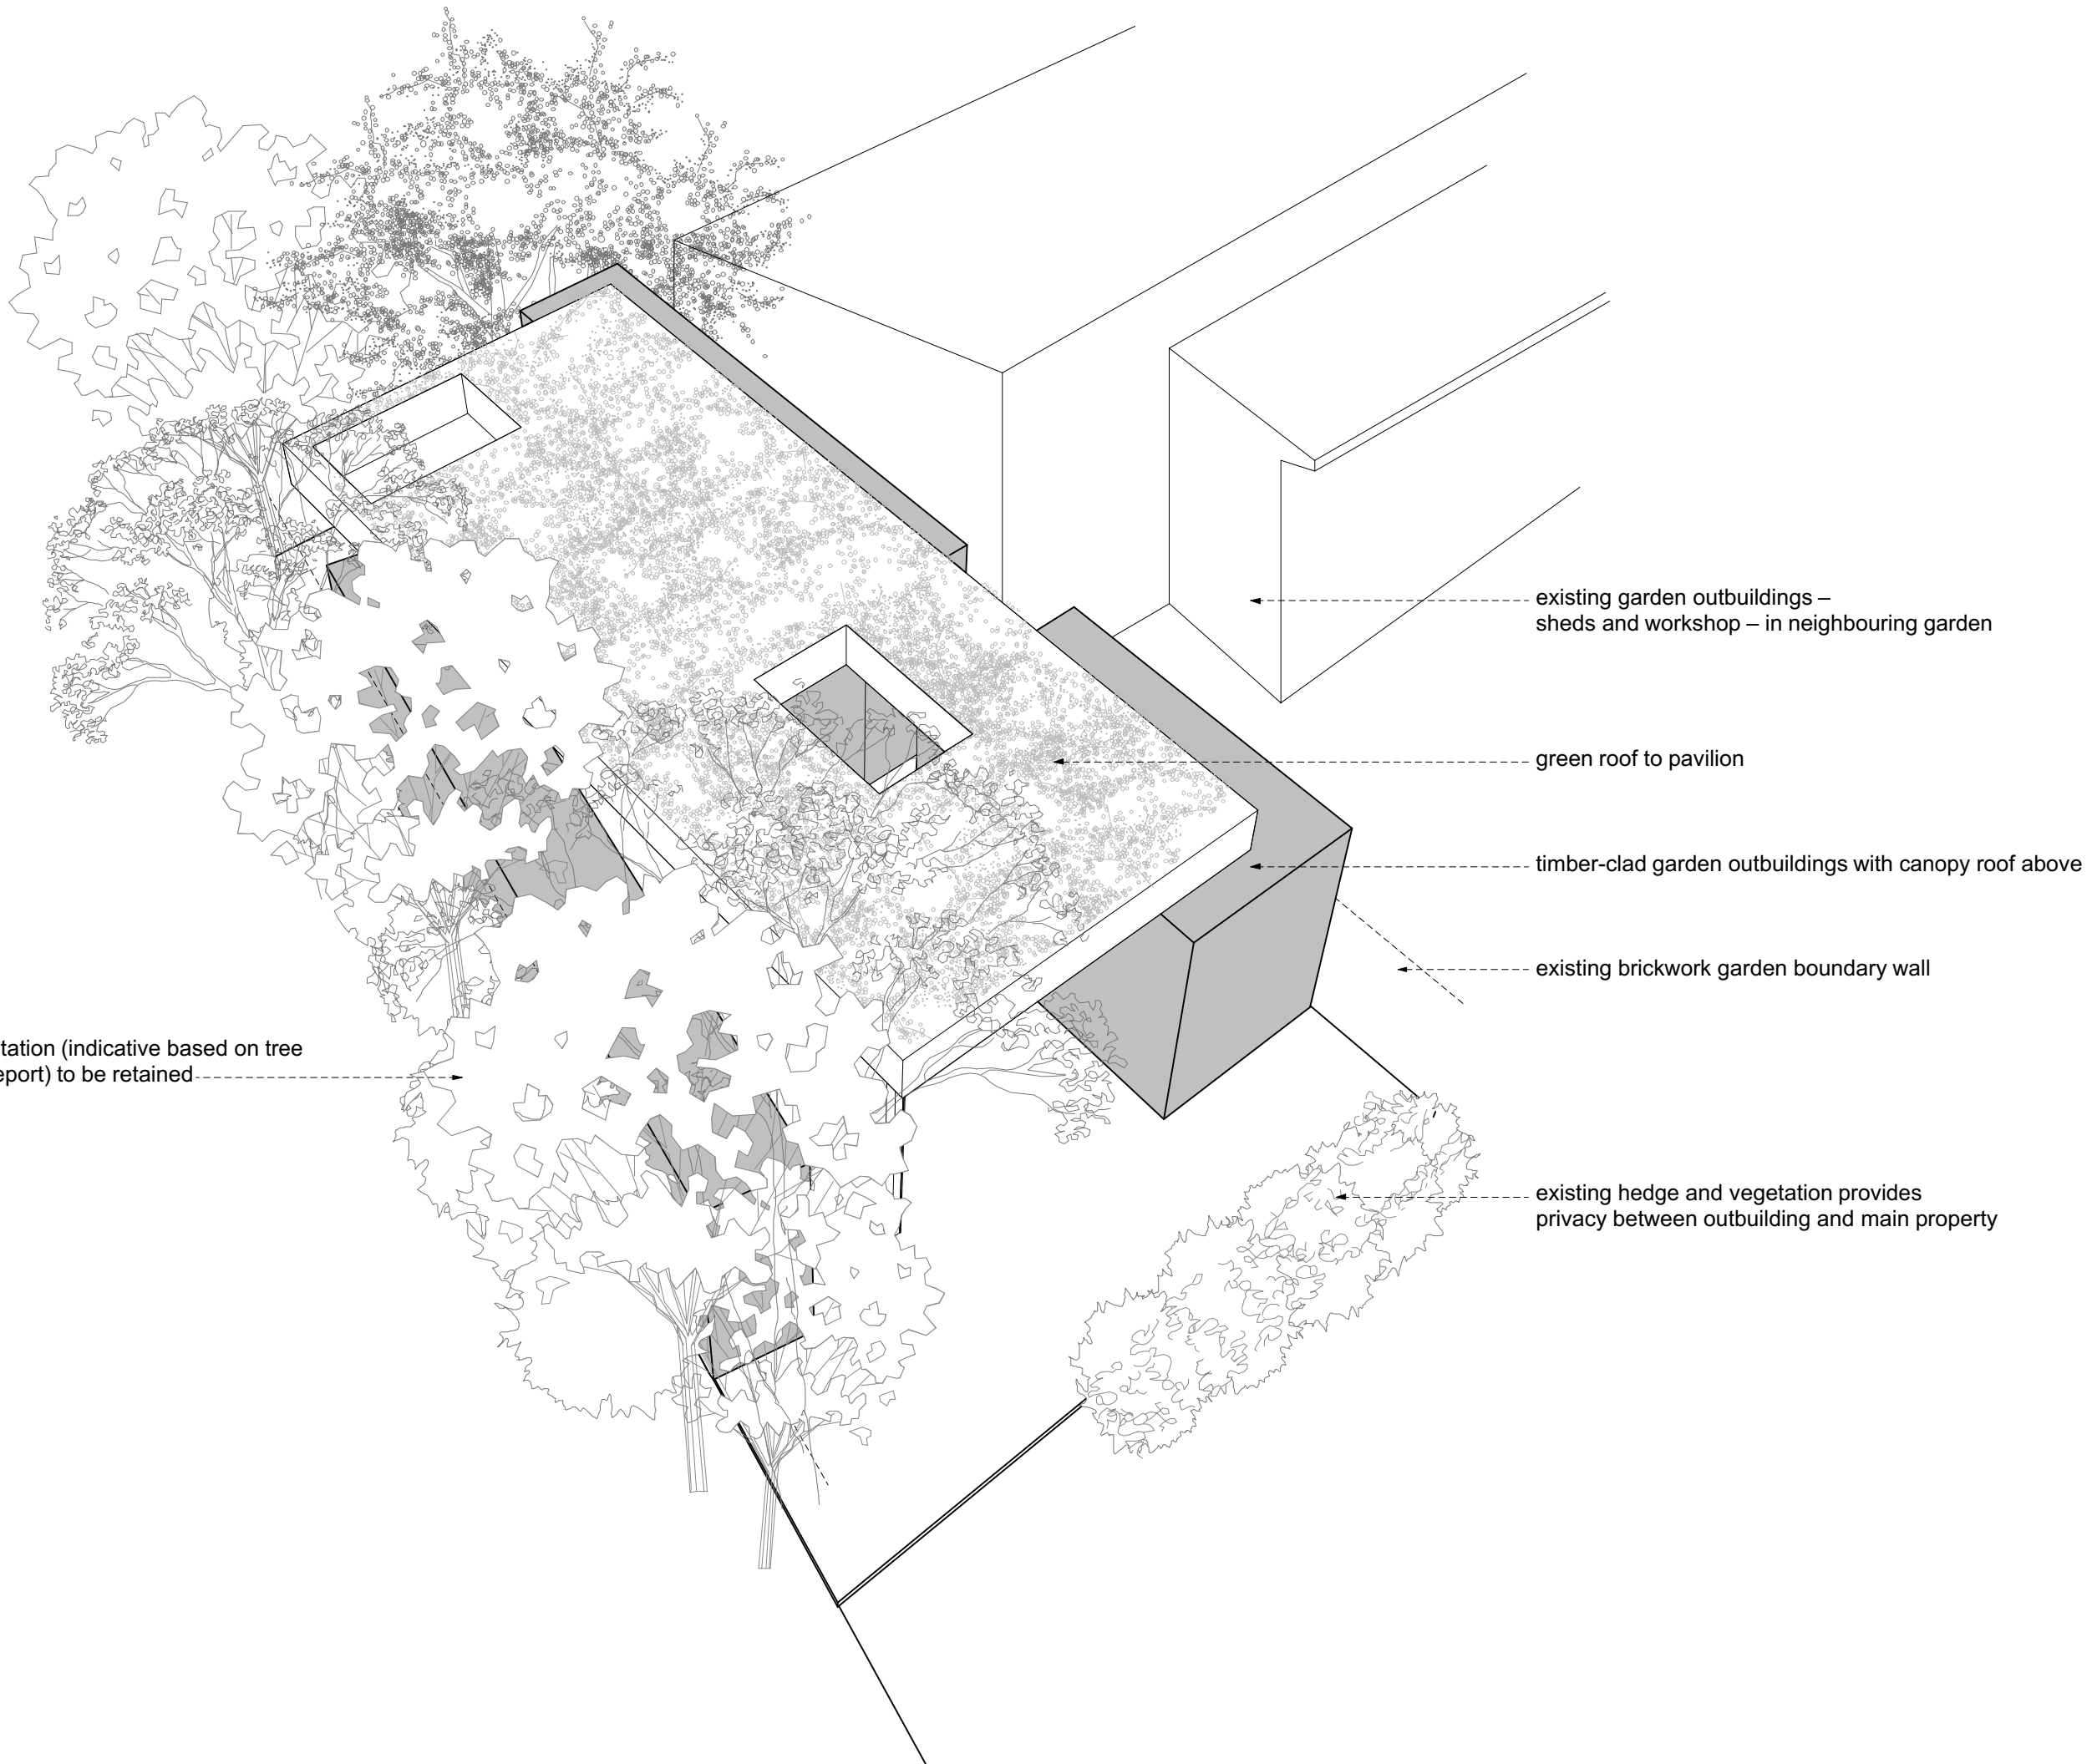 existing garden outbuildings –
sheds and workshop – in neighbouring garden
green roof to pavilion
timber-clad garden outbuildings with canopy roof above
existing brickwork garden boundary wall
(indicative based on tree
to be retained
existing hedge and vegetation provides
privacy between outbuilding and main property